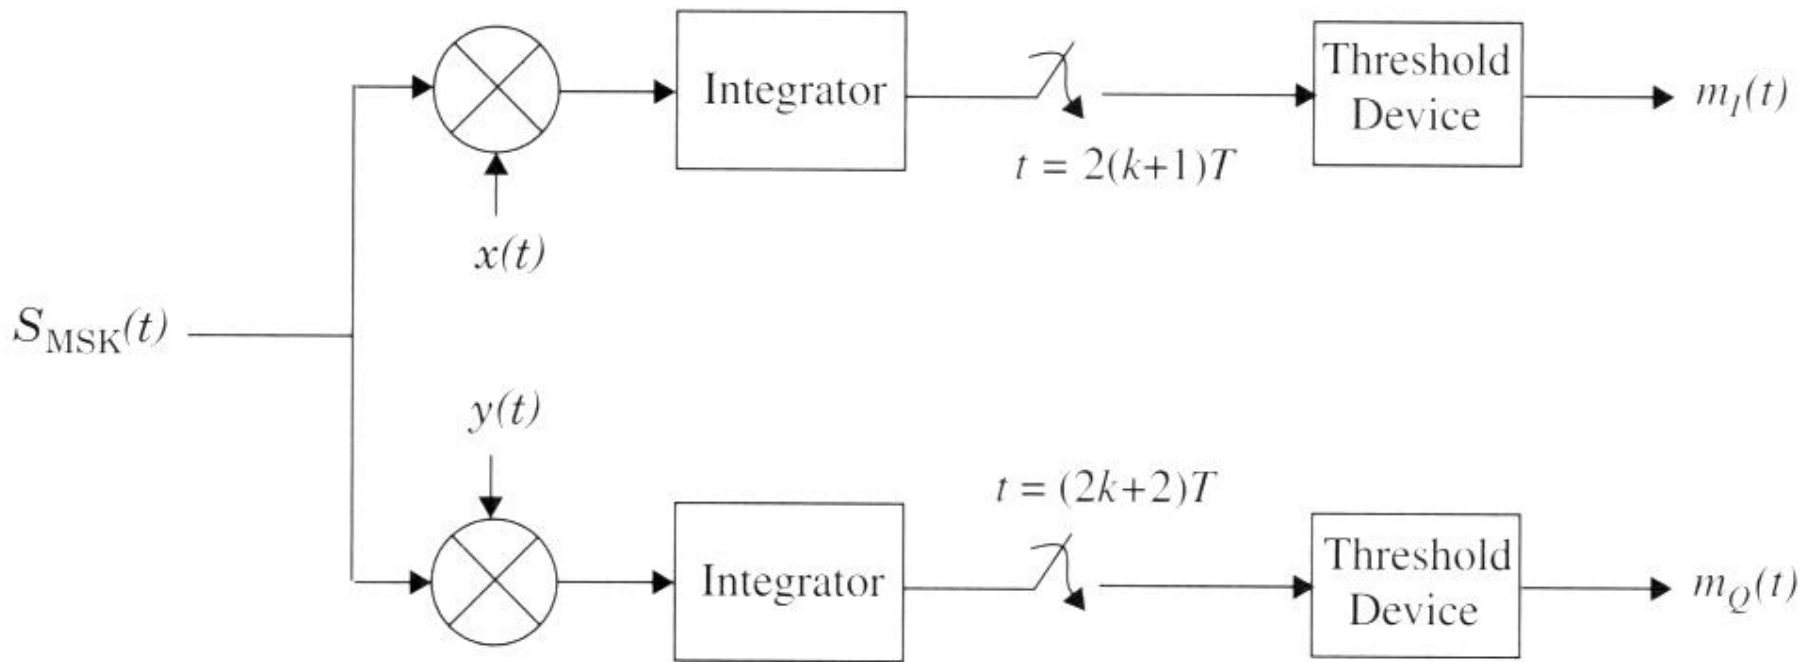 Integrator
Threshold
Device
m_I(t)
t = 2(k+1)T
x(t)
S_MSK(t)
y(t)
t = (2k+2)T
Integrator
Threshold
Device
m_Q(t)